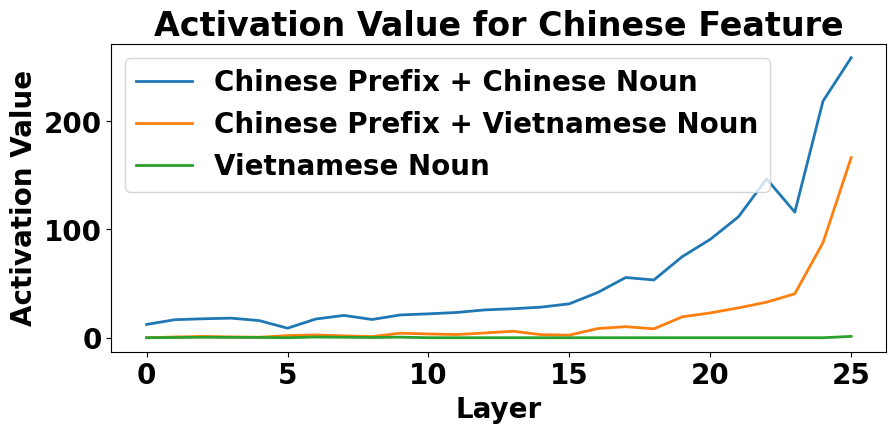 Activation Value for Chinese Feature
Activation Value
200
100
0
Chinese Prefix + Chinese Noun
Chinese Prefix + Vietnamese Noun
Vietnamese Noun
0 5 10 15 20 25
Layer